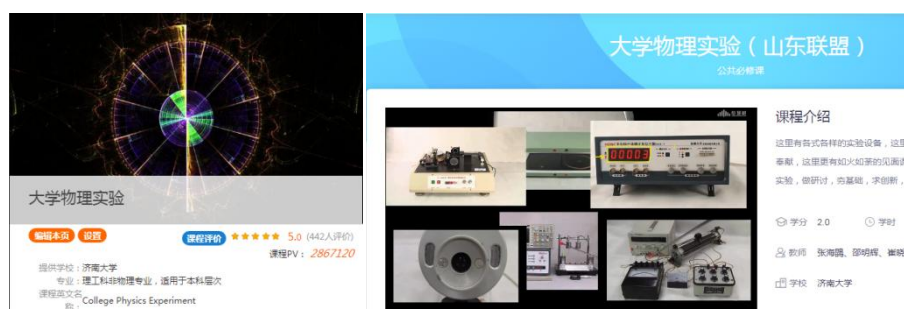 大学物理实验
编辑本页 设置
课程评价 5.0 (442人评价)
课程PV： 2867120
提供学校：济南大学
专业：理工科非物理专业，适用于本科层次
课程英文名称：College Physics Experiment
大学物理实验（山东联盟）
公共必修课
00003
课程介绍
这里有各式各样的实验设备，这里
奉献，这里更有如火如荼的见面
实验，做研讨，夯基础，求创新，
学分 2.0 学时
教师 张海鹍、邵明辉、崔晓
学校 济南大学